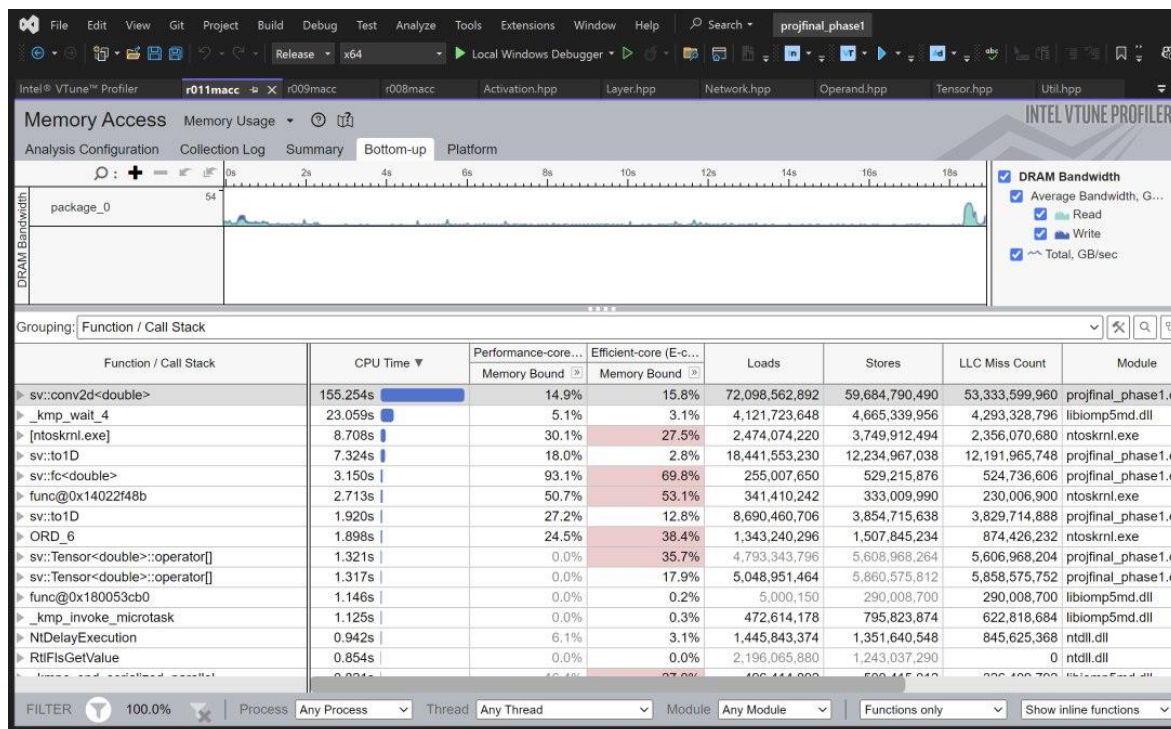 File Edit View Git Project Build Debug Test Analyze Tools Extensions Window Help Search projfinal_phase1
Release x64 Local Windows Debugger
Intel® VTune™ Profiler r011macc r009macc r008macc Activation.hpp Layer.hpp Network.hpp Operand.hpp Tensor.hpp Util.hpp
Memory Access Memory Usage INTEL VTUNE PROFILER
Analysis Configuration Collection Log Summary Bottom-up Platform
0s 2s 4s 6s 8s 10s 12s 14s 16s 18s
DRAM Bandwidth
package_0 54
DRAM Bandwidth
Average Bandwidth, G...
Read
Write
Total, GB/sec
Grouping: Function / Call Stack
Function / Call Stack CPU Time Performance-core... Efficient-core (E-c... Loads Stores LLC Miss Count Module
Memory Bound Memory Bound
sv::conv2d<double> 155.254s 14.9% 15.8% 72,098,562,892 59,684,790,490 53,333,599,960 projfinal_phase1.
_kmp_wait_4 23.059s 5.1% 3.1% 4,121,723,648 4,665,339,956 4,293,328,796 libiomp5md.dll
[ntoskrnl.exe] 8.708s 30.1% 27.5% 2,474,074,220 3,749,912,494 2,356,070,680 ntoskrnl.exe
sv::to1D 7.324s 18.0% 2.8% 18,441,553,230 12,234,967,038 12,191,965,748 projfinal_phase1.
sv::fc<double> 3.150s 93.1% 69.8% 255,007,650 529,215,876 524,736,606 projfinal_phase1.
func@0x14022f48b 2.713s 50.7% 53.1% 341,410,242 333,009,990 230,006,900 ntoskrnl.exe
sv::to1D 1.920s 27.2% 12.8% 8,690,460,706 3,854,715,638 3,829,714,888 projfinal_phase1.
ORD_6 1.898s 24.5% 38.4% 1,343,240,296 1,507,845,234 874,426,232 ntoskrnl.exe
sv::Tensor<double>::operator[] 1.321s 0.0% 35.7% 4,793,343,796 5,608,968,264 5,606,968,204 projfinal_phase1.
sv::Tensor<double>::operator[] 1.317s 0.0% 17.9% 5,048,951,464 5,860,575,812 5,858,575,752 projfinal_phase1.
func@0x180053cb0 1.146s 0.0% 0.2% 5,000,150 290,008,700 290,008,700 libiomp5md.dll
_kmp_invoke_microtask 1.125s 0.0% 0.3% 472,614,178 795,823,874 622,818,684 libiomp5md.dll
NtDelayExecution 0.942s 6.1% 3.1% 1,445,843,374 1,351,640,548 845,625,368 ntdll.dll
RtlFlsGetValue 0.854s 0.0% 0.0% 2,196,065,880 1,243,037,290 0 ntdll.dll
FILTER 100.0% Process Any Process Thread Any Thread Module Any Module Functions only Show inline functions